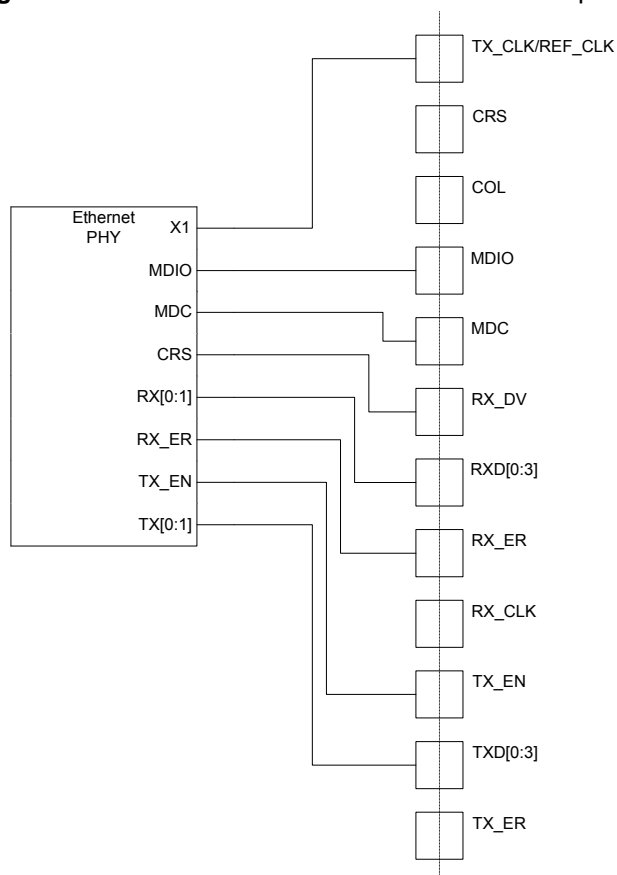 TX_CLK/REF_CLK
CRS
COL
MDIO
MDC
RX_DV
RXD[0:3]
RX_ER
RX_CLK
TX_EN
TXD[0:3]
TX_ER
Ethernet
PHY
X1
MDIO
MDC
CRS
RX[0:1]
RX_ER
TX_EN
TX[0:1]